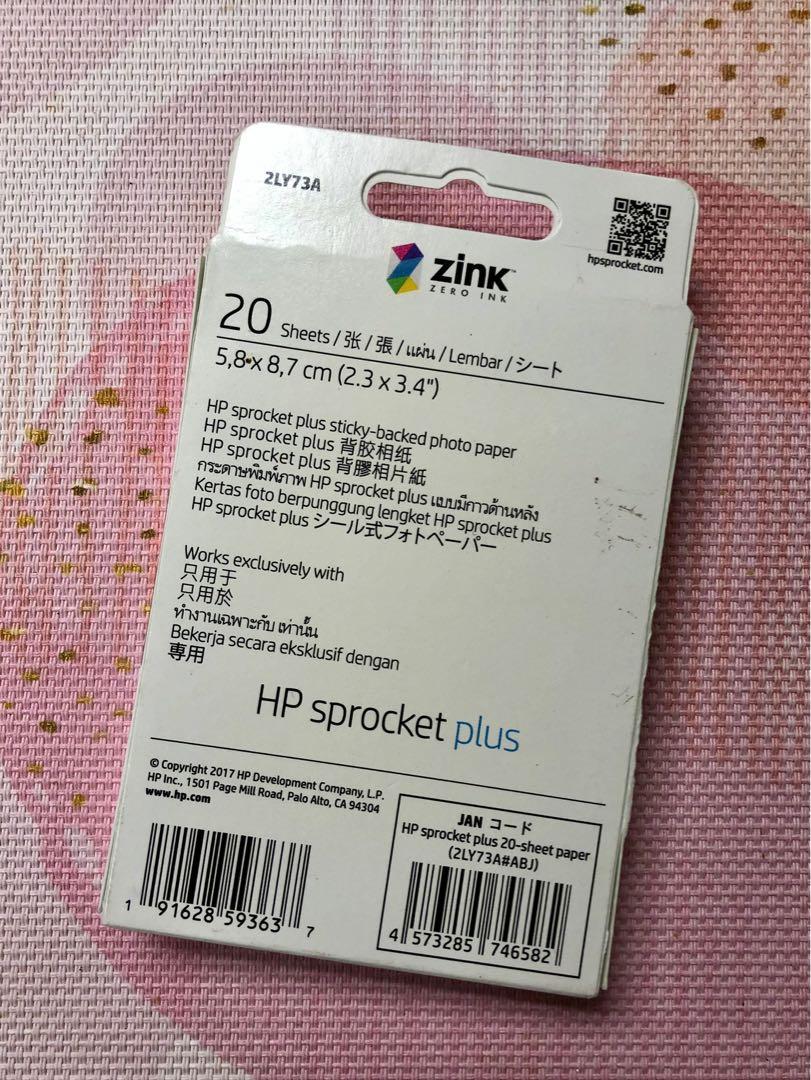 2LY73A
hpsprocket.com
zink™
ZERO INK
20 Sheets / 张 / 張 / แผ่น / Lembar / シート
5,8 x 8,7 cm (2.3 x 3.4")
HP sprocket plus sticky-backed photo paper
HP sprocket plus 背胶相纸
HP sprocket plus 背膠相片紙
กระดาษพิมพ์ภาพ HP sprocket plus แบบมีกาวด้านหลัง
Kertas foto berpunggung lengket HP sprocket plus
HP sprocket plus シール式フォトペーパー
Works exclusively with
只用于
只用於
ทำงานเฉพาะกับ เท่านั้น
Bekerja secara eksklusif dengan
専用
HP sprocket plus
© Copyright 2017 HP Development Company, L.P.
HP Inc., 1501 Page Mill Road, Palo Alto, CA 94304
www.hp.com
1 91628 59363 7
JAN コード
HP sprocket plus 20-sheet paper
(2LY73A#ABJ)
4 573285 746582